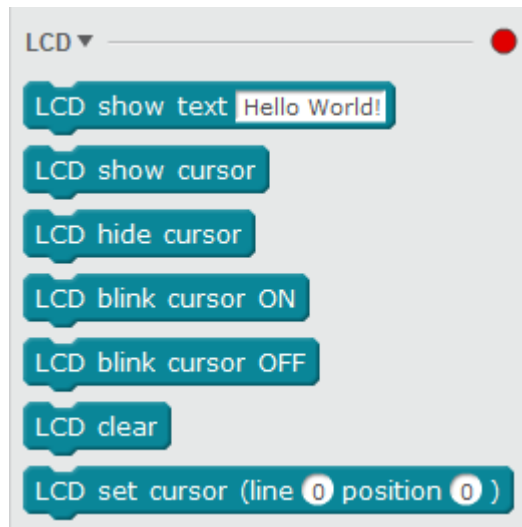 LCD
LCD show text Hello World!
LCD show cursor
LCD hide cursor
LCD blink cursor ON
LCD blink cursor OFF
LCD clear
LCD set cursor (line 0 position 0 )